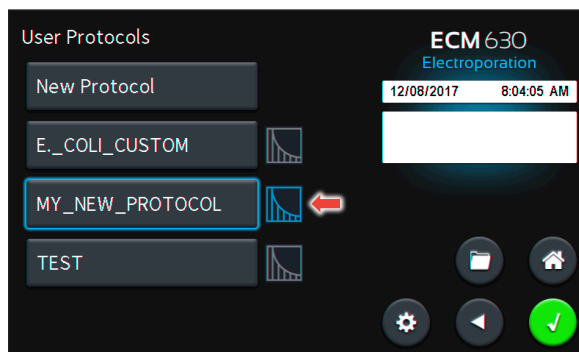 User Protocols
New Protocol
E._COLI_CUSTOM
MY_NEW_PROTOCOL
TEST
ECM 630
Electroporation
12/08/2017 8:04:05 AM